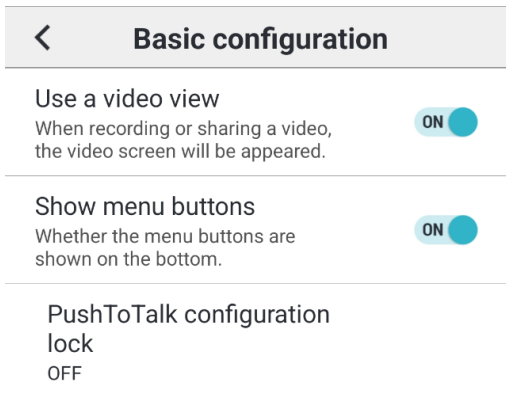 Basic configuration
Use a video view
ON
When recording or sharing a video,
the video screen will be appeared.
Show menu buttons
ON
Whether the menu buttons are
shown on the bottom.
PushToTalk configuration
lock
OFF